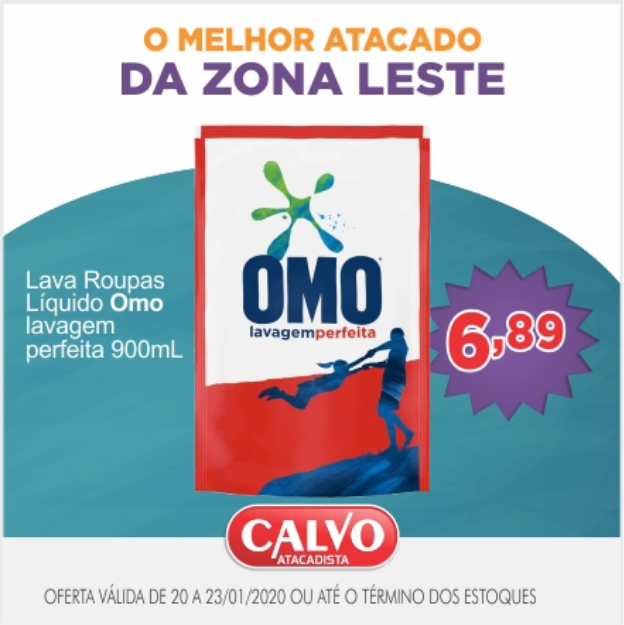 O MELHOR ATACADO
DA ZONA LESTE
Lava Roupas
Líquido Omo
lavagem
perfeita 900mL
OMO
lavagemperfeita
6,89
CALVO
ATACADISTA
OFERTA VÁLIDA DE 20 A 23/01/2020 OU ATÉ O TÉRMINO DOS ESTOQUES